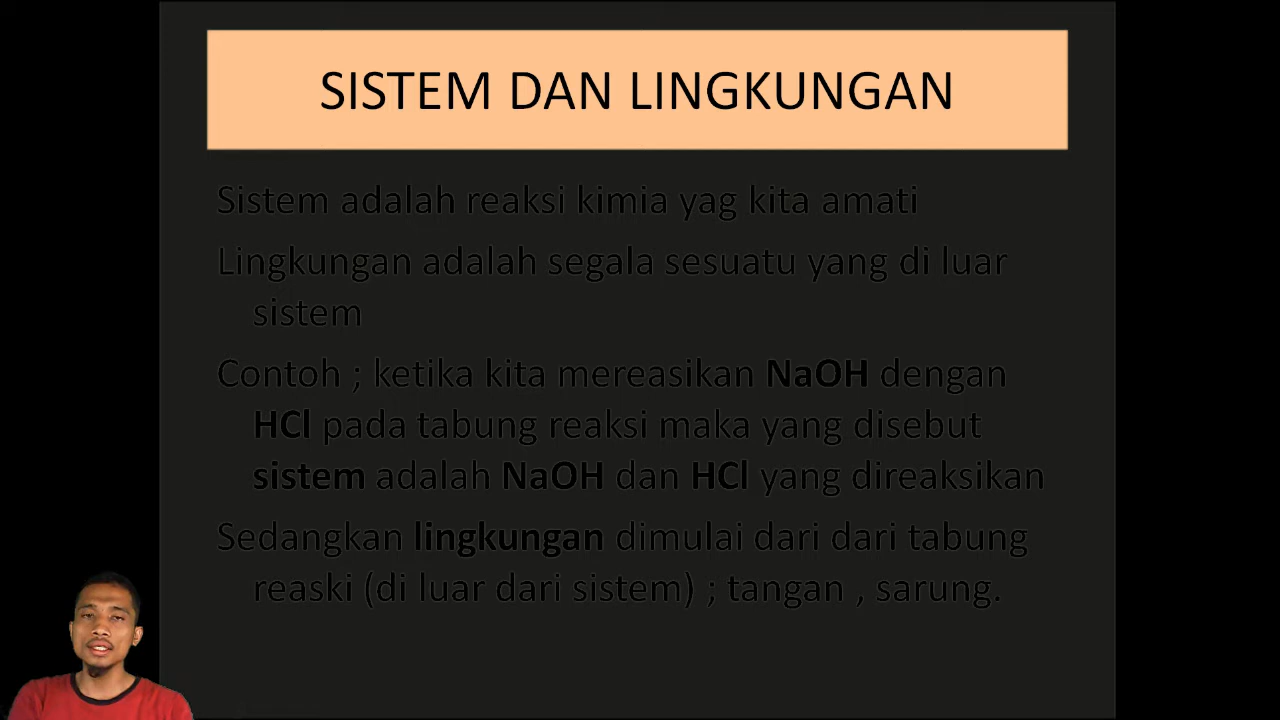 SISTEM DAN LINGKUNGAN
Sistem adalah reaksi kimia yag kita amati
Lingkungan adalah segala sesuatu yang di luar
sistem
Contoh ; ketika kita mereasikan NaOH dengan
HCl pada tabung reaksi maka yang disebut
sistem adalah NaOH dan HCl yang direaksikan
Sedangkan lingkungan dimulai dari dari tabung
reaski (di luar dari sistem) ; tangan , sarung.